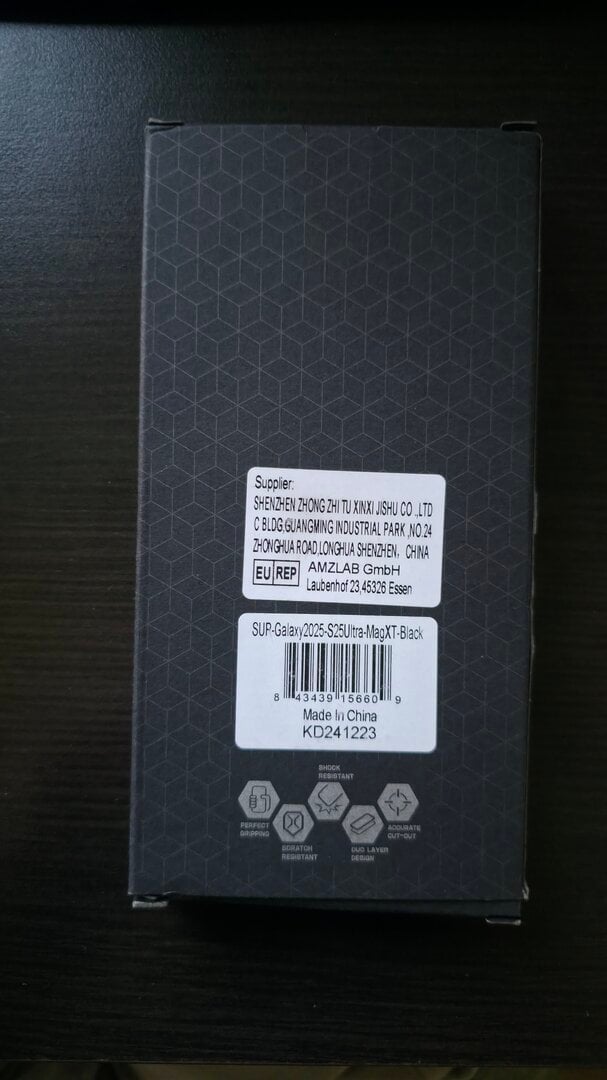 Supplier:
SHENZHEN ZHONG ZHI TU XINXI JISHU CO .,LTD
C BLDG,GUANGMING INDUSTRIAL PARK ,NO.24
ZHONGHUA ROAD,LONGHUA SHENZHEN, CHINA
EU REP AMZLAB GmbH
Laubenhof 23,45326 Essen
SUP-Galaxy2025-S25Ultra-MagXT-Black
8 43439 15660 9
Made In China
KD241223
SHOCK
RESISTANT
PERFECT
GRIPPING
SCRATCH
RESISTANT
DUO LAYER
DESIGN
ACCURATE
CUT-OUT